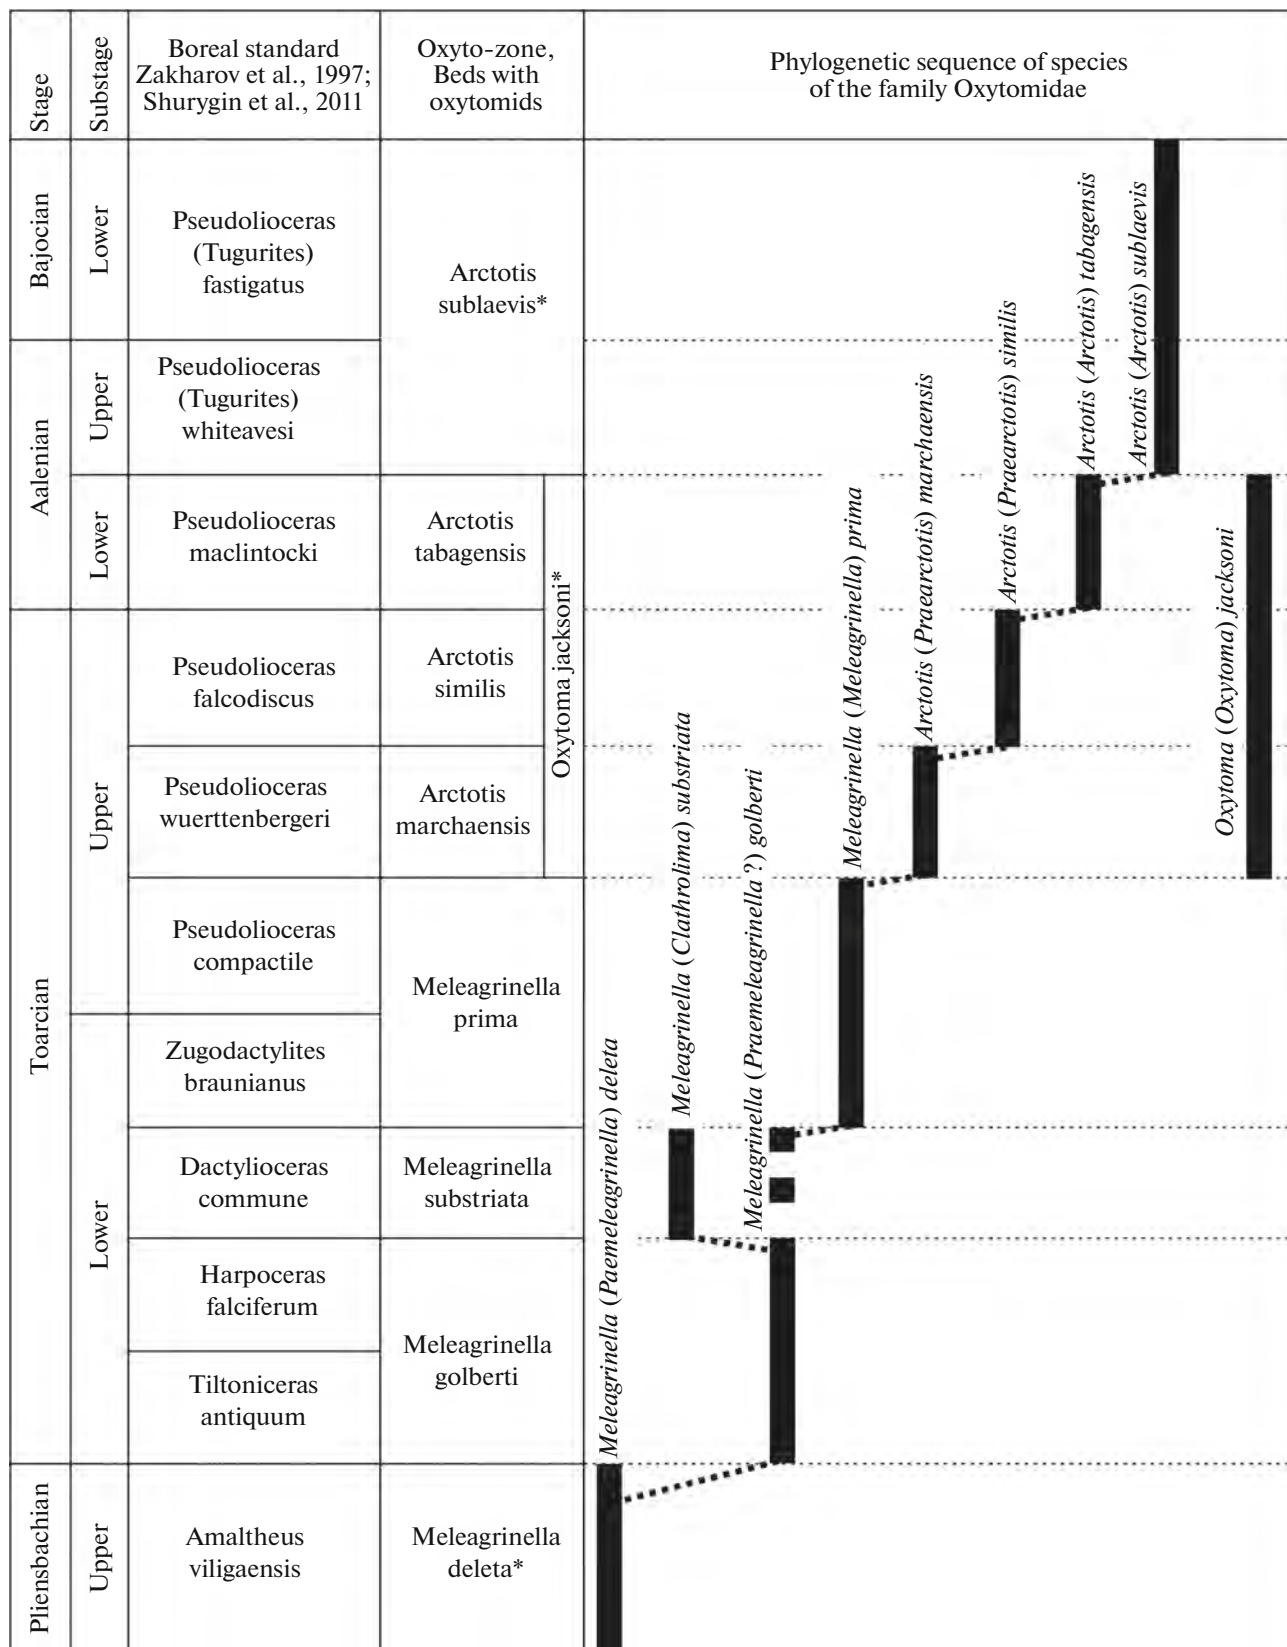 Stage
Substage
Boreal standard
Zakharov et al., 1997;
Shurygin et al., 2011
Oxyto-zone,
Beds with
oxytomids
Phylogenetic sequence of species
of the family Oxytomidae
Bajocian
Lower
Pseudolioceras
(Tugurites)
fastigatus
Arctotis
sublaevis*
Aalenian
Upper
Pseudolioceras
(Tugurites)
whiteavesi
Lower
Pseudolioceras
maclintocki
Arctotis
tabagensis
Oxytoma jacksoni*
Toarcian
Upper
Pseudolioceras
falcodiscus
Arctotis
similis
Pseudolioceras
wuerttenbergeri
Arctotis
marchaensis
Pseudolioceras
compactile
Meleagrinella
prima
Lower
Zugodactylites
braunianus
Dactylioceras
commune
Meleagrinella
substriata
Harpoceras
falciferum
Meleagrinella
golberti
Tiltoniceras
antiquum
Pliensbachian
Upper
Amaltheus
viligaensis
Meleagrinella
deleta*
Meleagrinella (Paemeleagrinella) deleta
Meleagrinella (Clathrolima) substriata
Meleagrinella (Praemeleagrinella ?) golberti
Meleagrinella (Meleagrinella) prima
Arctotis (Praearctotis) marchaensis
Arctotis (Praearctotis) similis
Arctotis (Arctotis) tabagensis
Arctotis (Arctotis) sublaevis
Oxytoma (Oxytoma) jacksoni